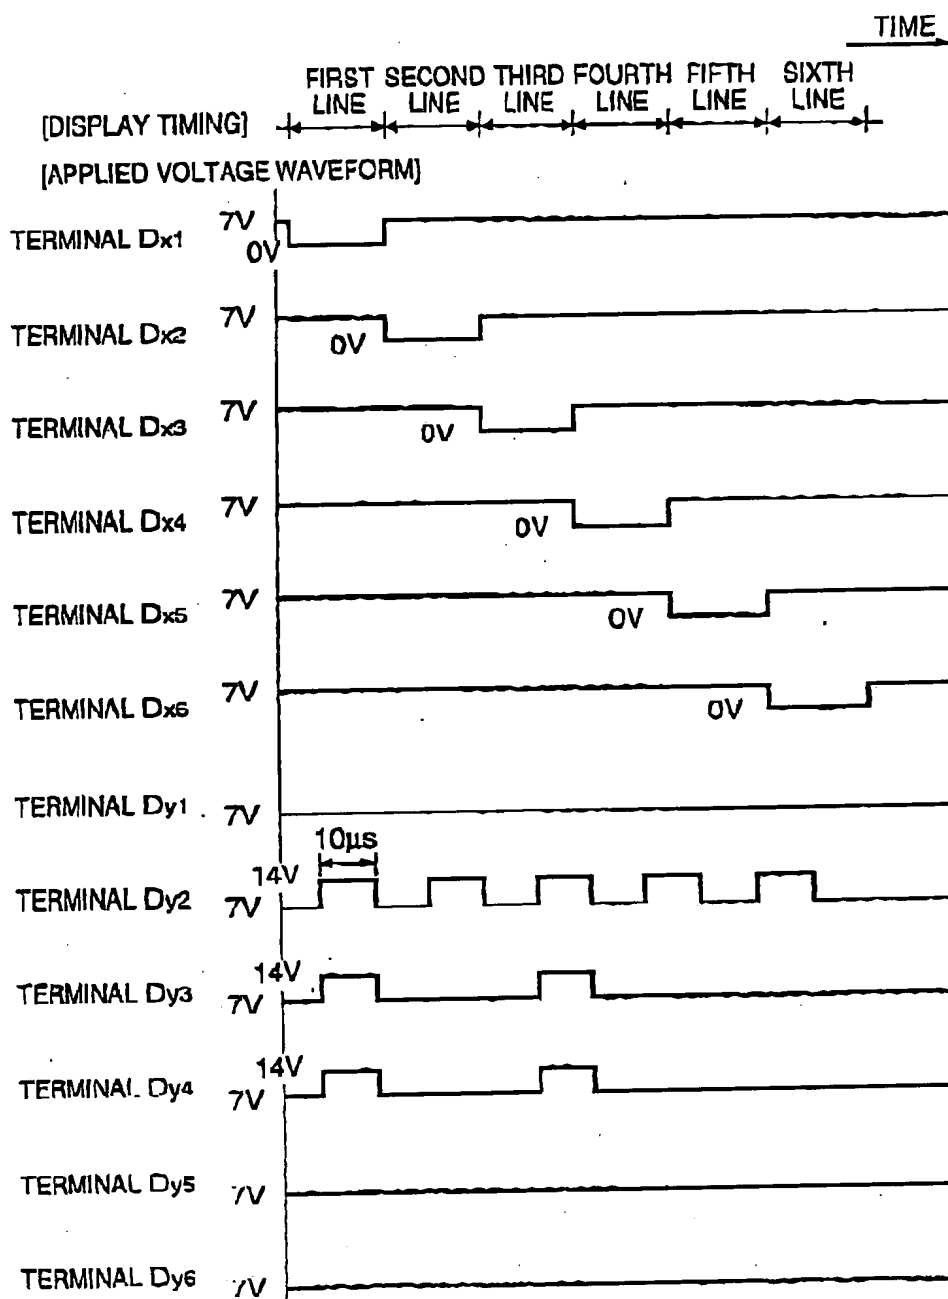 TIME
FIRST LINE SECOND LINE THIRD LINE FOURTH LINE FIFTH LINE SIXTH LINE
[DISPLAY TIMING]
[APPLIED VOLTAGE WAVEFORM]
TERMINAL Dx1 7V 0V
TERMINAL Dx2 7V 0V
TERMINAL Dx3 7V 0V
TERMINAL Dx4 7V 0V
TERMINAL Dx5 7V 0V
TERMINAL Dx6 7V 0V
TERMINAL Dy1 7V
10µs
TERMINAL Dy2 14V 7V
TERMINAL Dy3 14V 7V
TERMINAL Dy4 14V 7V
TERMINAL Dy5 7V
TERMINAL Dy6 7V